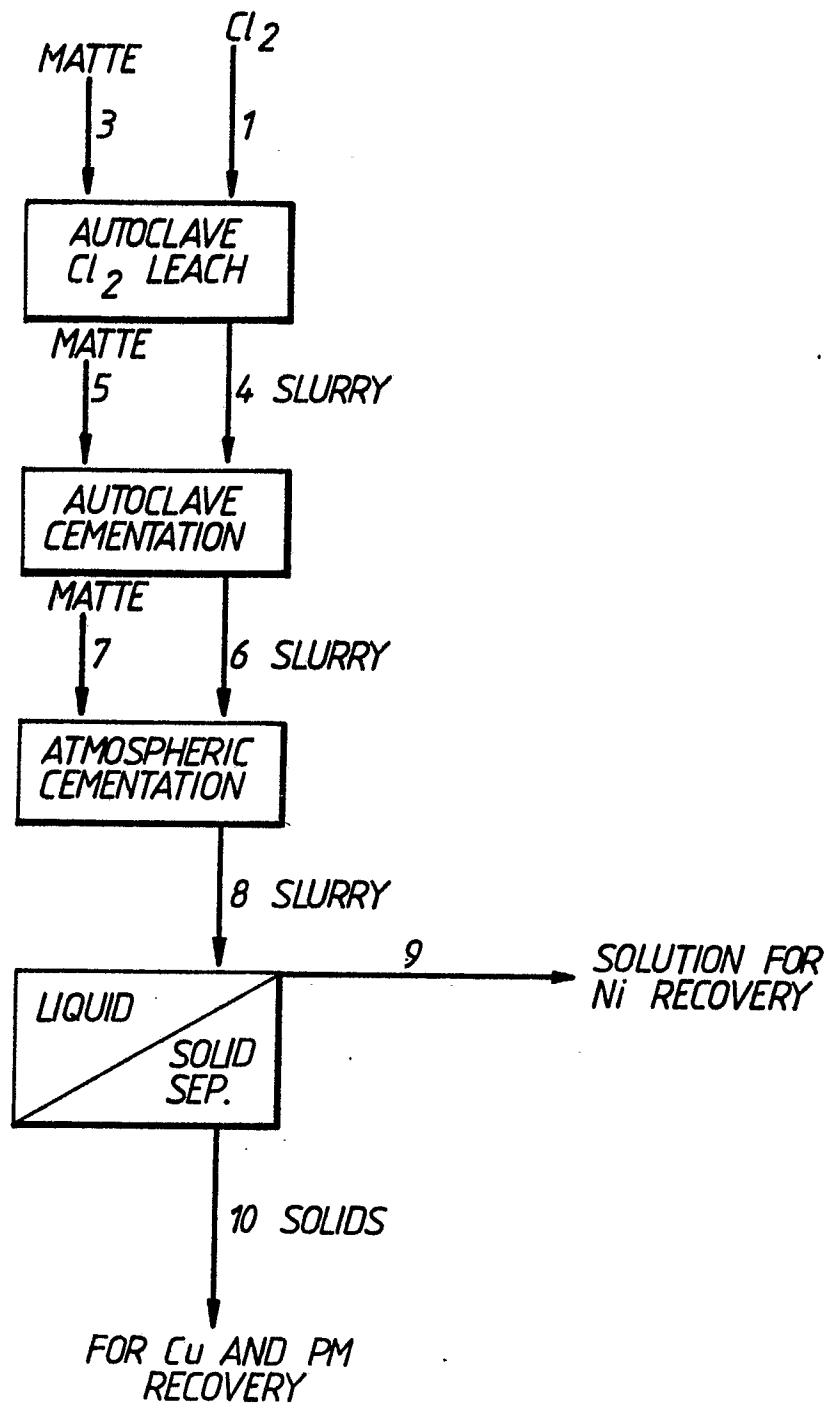 Cl2
MATTE
3
1
AUTOCLAVE
Cl2 LEACH
MATTE
5
4 SLURRY
AUTOCLAVE
CEMENTATION
MATTE
7
6 SLURRY
ATMOSPHERIC
CEMENTATION
8 SLURRY
9
SOLUTION FOR
Ni RECOVERY
LIQUID
SOLID
SEP.
10 SOLIDS
FOR Cu AND PM
RECOVERY